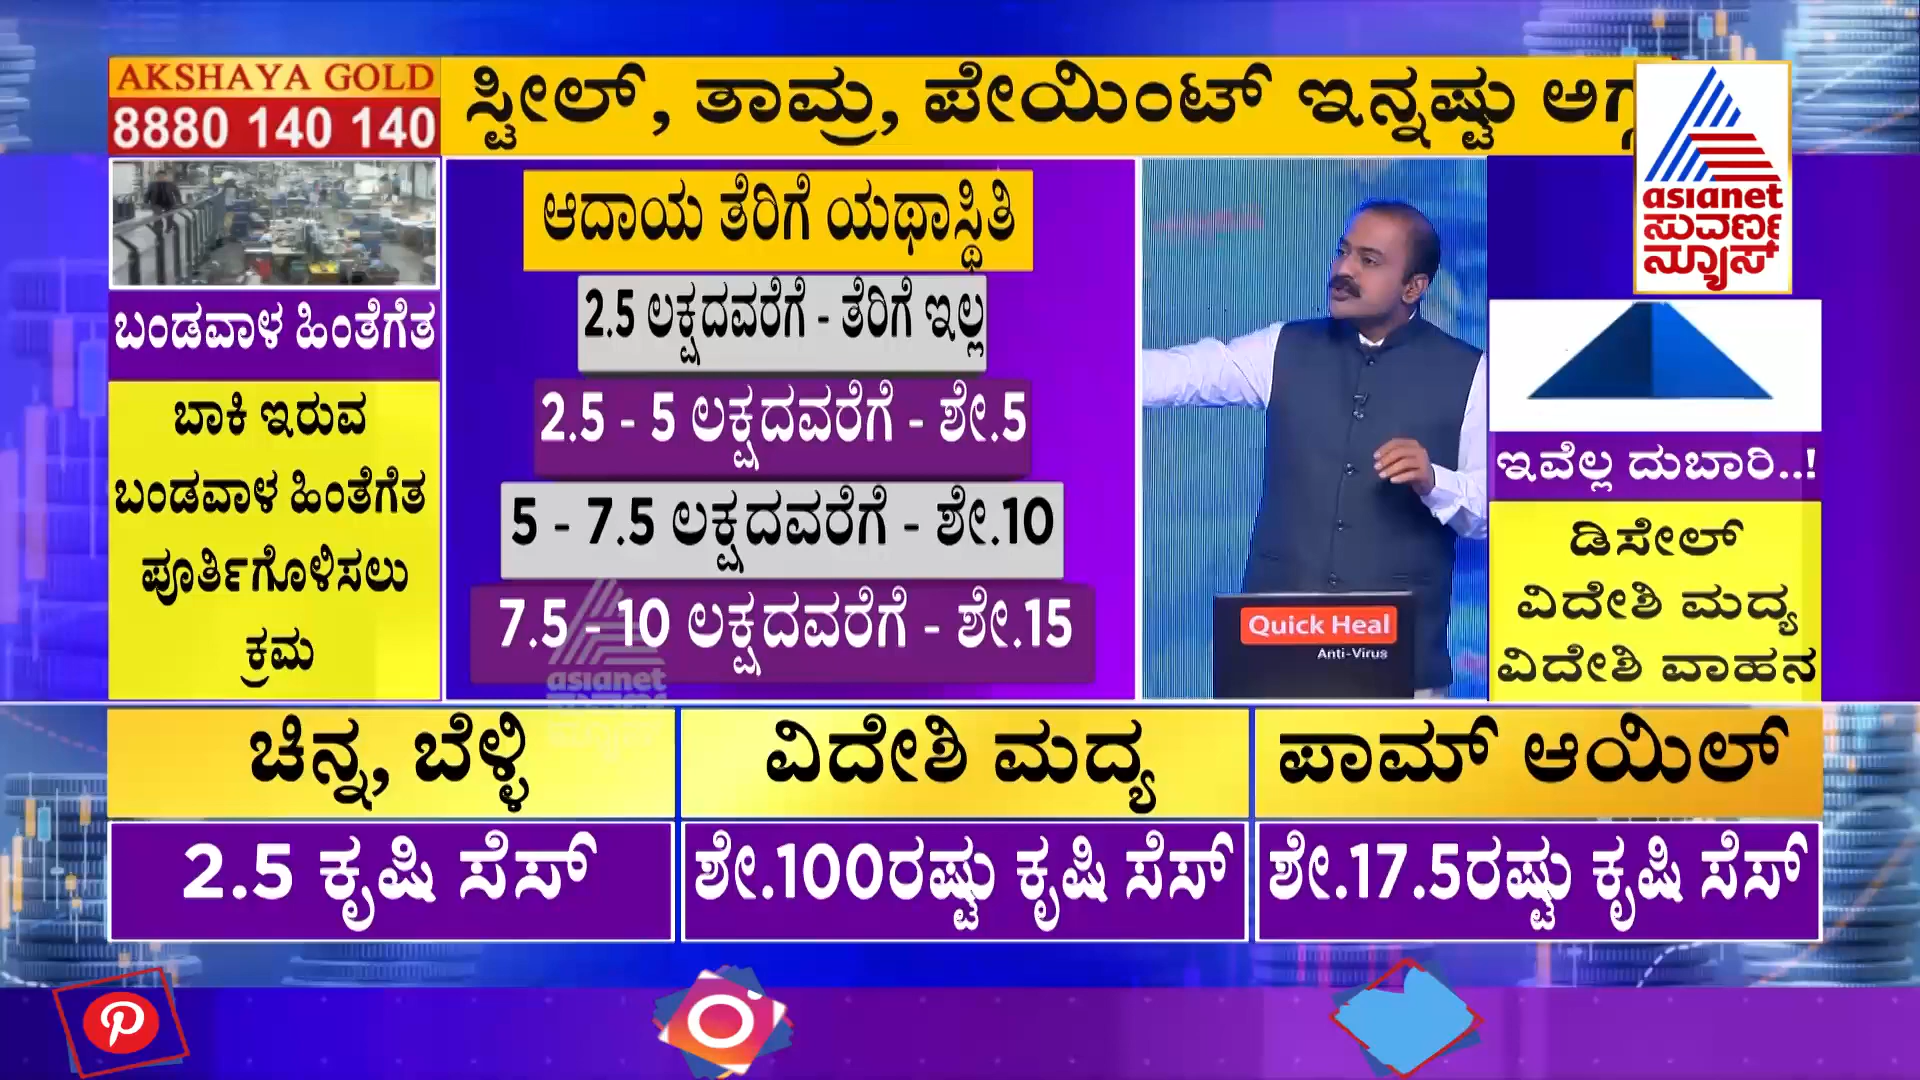 AKSHAYA GOLD
8880 140 140
ಸ್ಟೀಲ್, ತಾಮ್ರ, ಪೇಯಿಂಟ್ ಇನ್ನಷ್ಟು
asianet
ಸುವರ್ಣ
ನ್ಯೂಸ್
ಬಂಡವಾಳ ಹಿಂತೆಗೆತ
ಬಾಕಿ ಇರುವ
ಬಂಡವಾಳ ಹಿಂತೆಗೆತ
ಪೂರ್ತಿಗೊಳಿಸಲು
ಕ್ರಮ
ಆದಾಯ ತೆರಿಗೆ ಯಥಾಸ್ಥಿತಿ
2.5 ಲಕ್ಷದವರೆಗೆ - ತೆರಿಗೆ ಇಲ್ಲ
2.5 - 5 ಲಕ್ಷದವರೆಗೆ - ಶೇ.5
5 - 7.5 ಲಕ್ಷದವರೆಗೆ - ಶೇ.10
7.5 - 10 ಲಕ್ಷದವರೆಗೆ - ಶೇ.15
asianet
ಸುವರ್ಣ
ನ್ಯೂಸ್
Quick Heal
Anti-Virus
ಇವೆಲ್ಲ ದುಬಾರಿ..!
ಡಿಸೇಲ್
ವಿದೇಶಿ ಮದ್ಯ
ವಿದೇಶಿ ವಾಹನ
ಚಿನ್ನ, ಬೆಳ್ಳಿ
ವಿದೇಶಿ ಮದ್ಯ
ಪಾಮ್ ಆಯಿಲ್
2.5 ಕೃಷಿ ಸೆಸ್
ಶೇ.100ರಷ್ಟು ಕೃಷಿ ಸೆಸ್
ಶೇ.17.5ರಷ್ಟು ಕೃಷಿ ಸೆಸ್